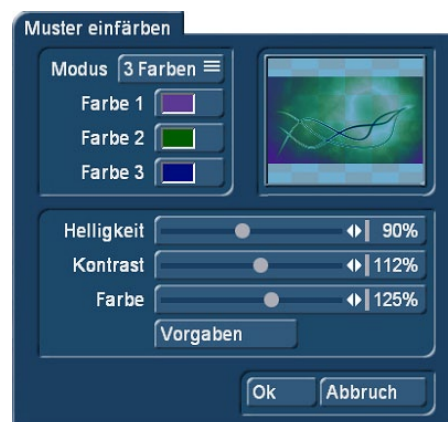 Muster einfärben
Modus 3 Farben
Farbe 1
Farbe 2
Farbe 3
Helligkeit 90%
Kontrast 112%
Farbe 125%
Vorgaben
Ok Abbruch